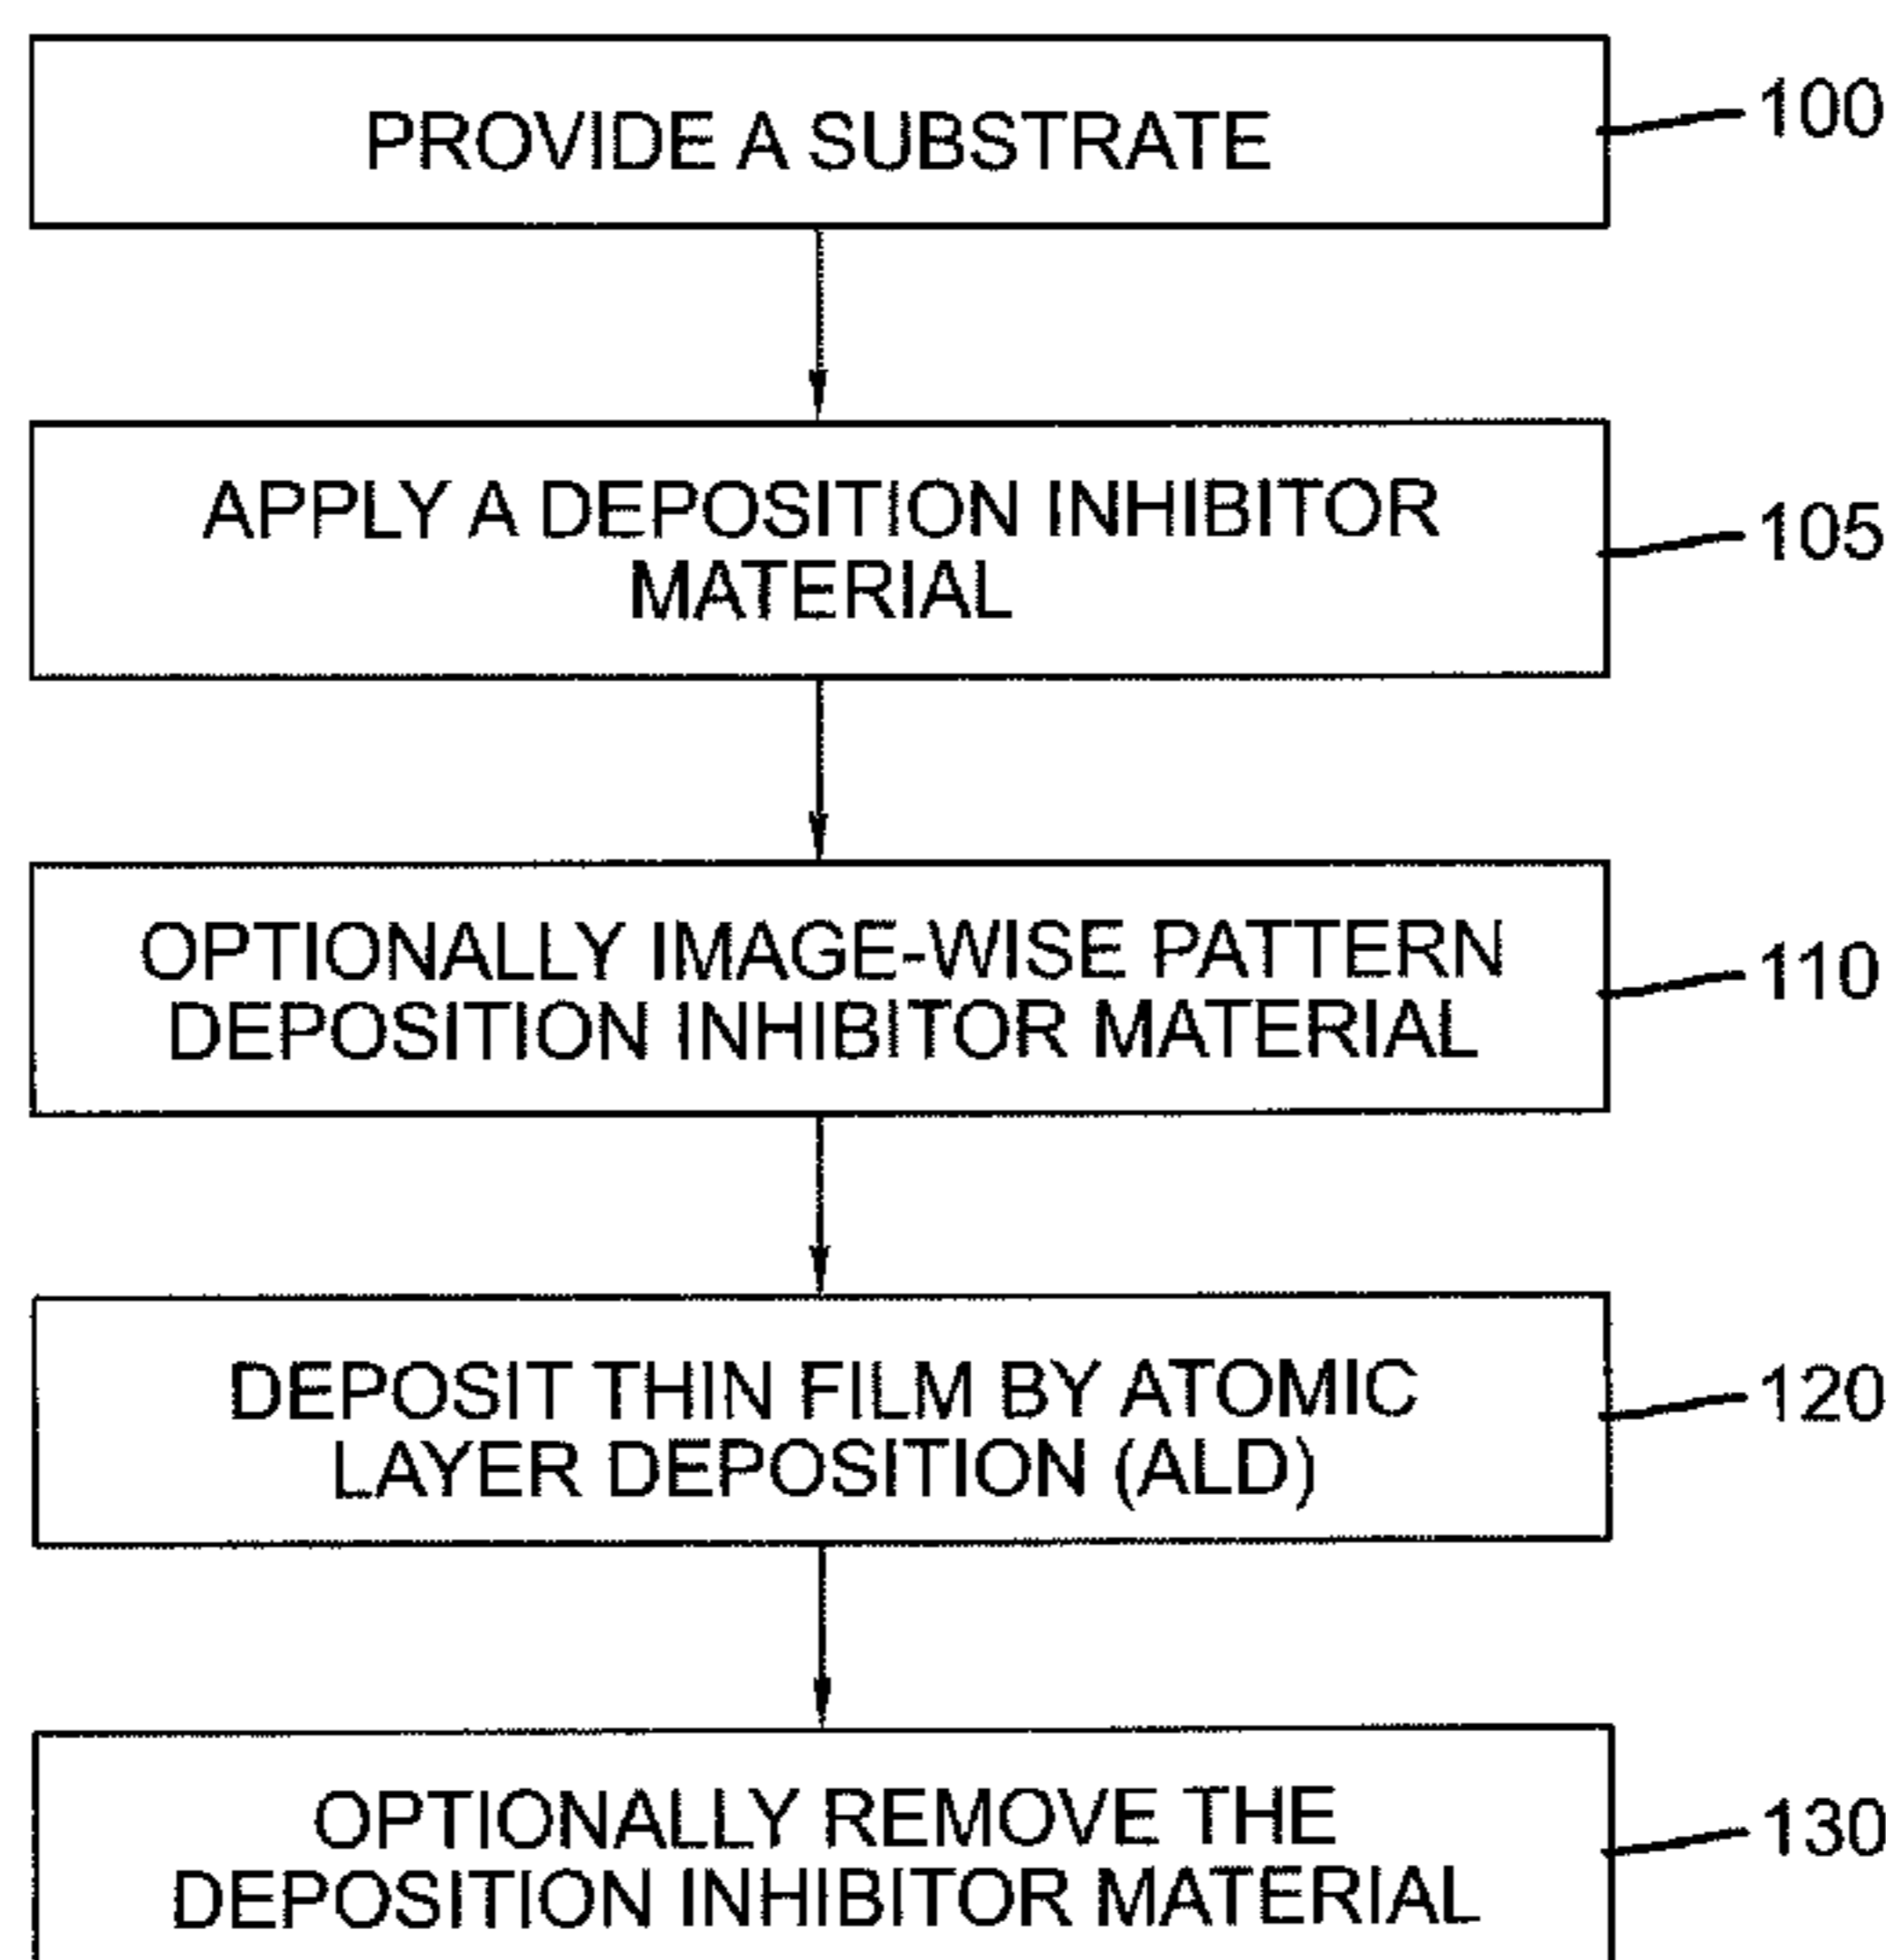 PROVIDE A SUBSTRATE
100
APPLY A DEPOSITION INHIBITOR
MATERIAL
105
OPTIONALLY IMAGE-WISE PATTERN
DEPOSITION INHIBITOR MATERIAL
110
DEPOSIT THIN FILM BY ATOMIC
LAYER DEPOSITION (ALD)
120
OPTIONALLY REMOVE THE
DEPOSITION INHIBITOR MATERIAL
130